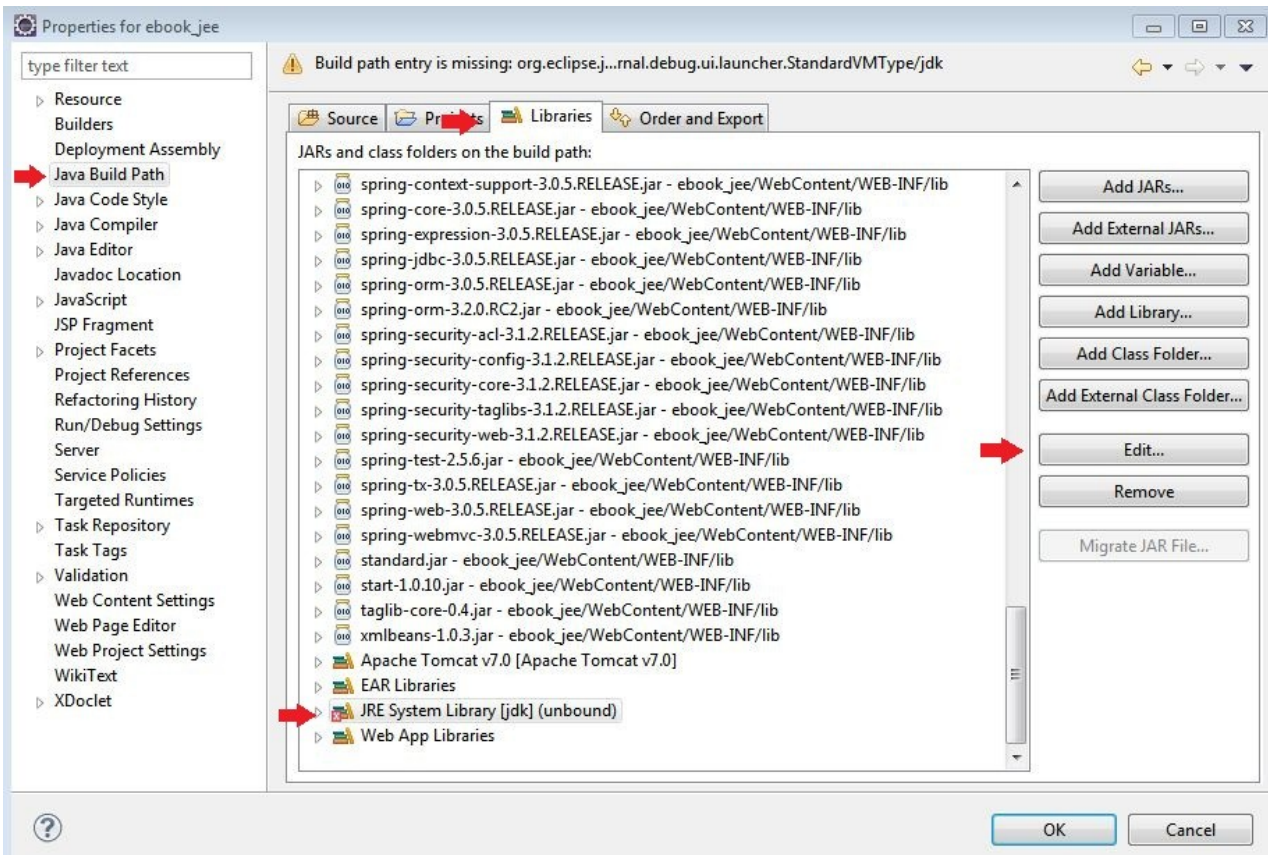 Properties for ebook_jee
type filter text
Build path entry is missing: org.eclipse.j...rnal.debug.ui.launcher.StandardVMType/jdk
Resource
Builders
Deployment Assembly
Java Build Path
Java Code Style
Java Compiler
Java Editor
Javadoc Location
JavaScript
JSP Fragment
Project Facets
Project References
Refactoring History
Run/Debug Settings
Server
Service Policies
Targeted Runtimes
Task Repository
Task Tags
Validation
Web Content Settings
Web Page Editor
Web Project Settings
WikiText
XDoclet
Source
Libraries
Order and Export
JARs and class folders on the build path:
spring-context-support-3.0.5.RELEASE.jar - ebook_jee/WebContent/WEB-INF/lib
spring-core-3.0.5.RELEASE.jar - ebook_jee/WebContent/WEB-INF/lib
spring-expression-3.0.5.RELEASE.jar - ebook_jee/WebContent/WEB-INF/lib
spring-jdbc-3.0.5.RELEASE.jar - ebook_jee/WebContent/WEB-INF/lib
spring-orm-3.0.5.RELEASE.jar - ebook_jee/WebContent/WEB-INF/lib
spring-orm-3.2.0.RC2.jar - ebook_jee/WebContent/WEB-INF/lib
spring-security-acl-3.1.2.RELEASE.jar - ebook_jee/WebContent/WEB-INF/lib
spring-security-config-3.1.2.RELEASE.jar - ebook_jee/WebContent/WEB-INF/lib
spring-security-core-3.1.2.RELEASE.jar - ebook_jee/WebContent/WEB-INF/lib
spring-security-taglibs-3.1.2.RELEASE.jar - ebook_jee/WebContent/WEB-INF/lib
spring-security-web-3.1.2.RELEASE.jar - ebook_jee/WebContent/WEB-INF/lib
spring-test-2.5.6.jar - ebook_jee/WebContent/WEB-INF/lib
spring-tx-3.0.5.RELEASE.jar - ebook_jee/WebContent/WEB-INF/lib
spring-web-3.0.5.RELEASE.jar - ebook_jee/WebContent/WEB-INF/lib
spring-webmvc-3.0.5.RELEASE.jar - ebook_jee/WebContent/WEB-INF/lib
standard.jar - ebook_jee/WebContent/WEB-INF/lib
start-1.0.10.jar - ebook_jee/WebContent/WEB-INF/lib
taglib-core-0.4.jar - ebook_jee/WebContent/WEB-INF/lib
xmlbeans-1.0.3.jar - ebook_jee/WebContent/WEB-INF/lib
Apache Tomcat v7.0 [Apache Tomcat v7.0]
EAR Libraries
JRE System Library [jdk] (unbound)
Web App Libraries
Add JARs...
Add External JARs...
Add Variable...
Add Library...
Add Class Folder...
Add External Class Folder...
Edit...
Remove
Migrate JAR File...
OK
Cancel